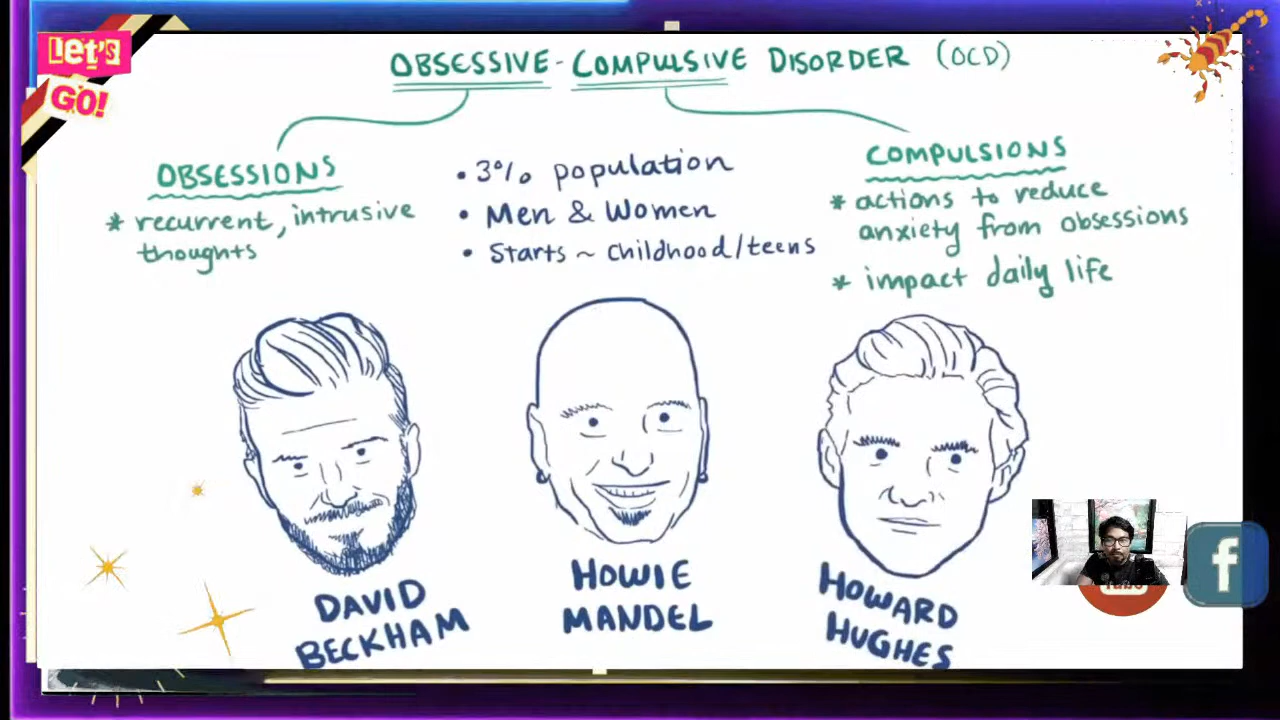 Let's
GO!
OBSESSIVE-COMPULSIVE DISORDER (OCD)
OBSESSIONS
* recurrent, intrusive
thoughts
• 3% population
• Men & Women
• Starts ~ childhood/teens
COMPULSIONS
* actions to reduce
anxiety from obsessions
* impact daily life
DAVID
BECKHAM
HOWIE
MANDEL
HOWARD
HUGHES
f